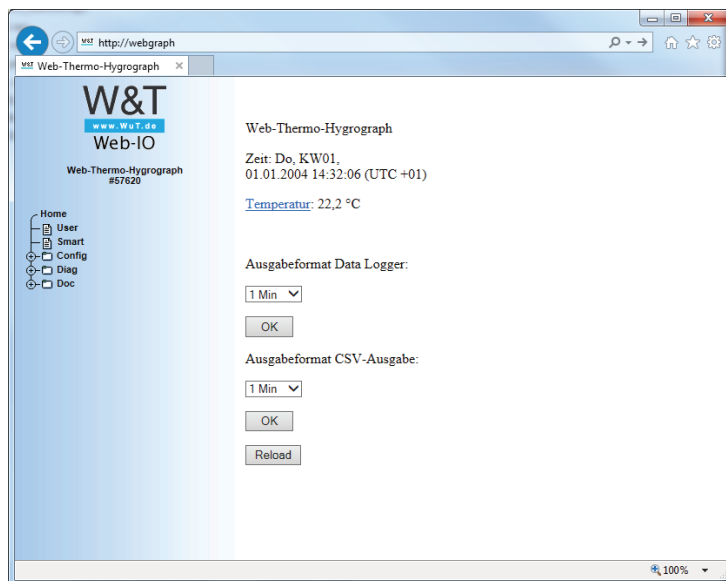 W&T http://webgraph
W&T Web-Thermo-Hygrograph
W&T
www.WuT.de
Web-IO
Web-Thermo-Hygrograph
#57620
Home
User
Smart
Config
Diag
Doc
Web-Thermo-Hygrograph
Zeit: Do, KW01,
01.01.2004 14:32:06 (UTC +01)
Temperatur: 22,2 °C
Ausgabeformat Data Logger:
1 Min
OK
Ausgabeformat CSV-Ausgabe:
1 Min
OK
Reload
100%